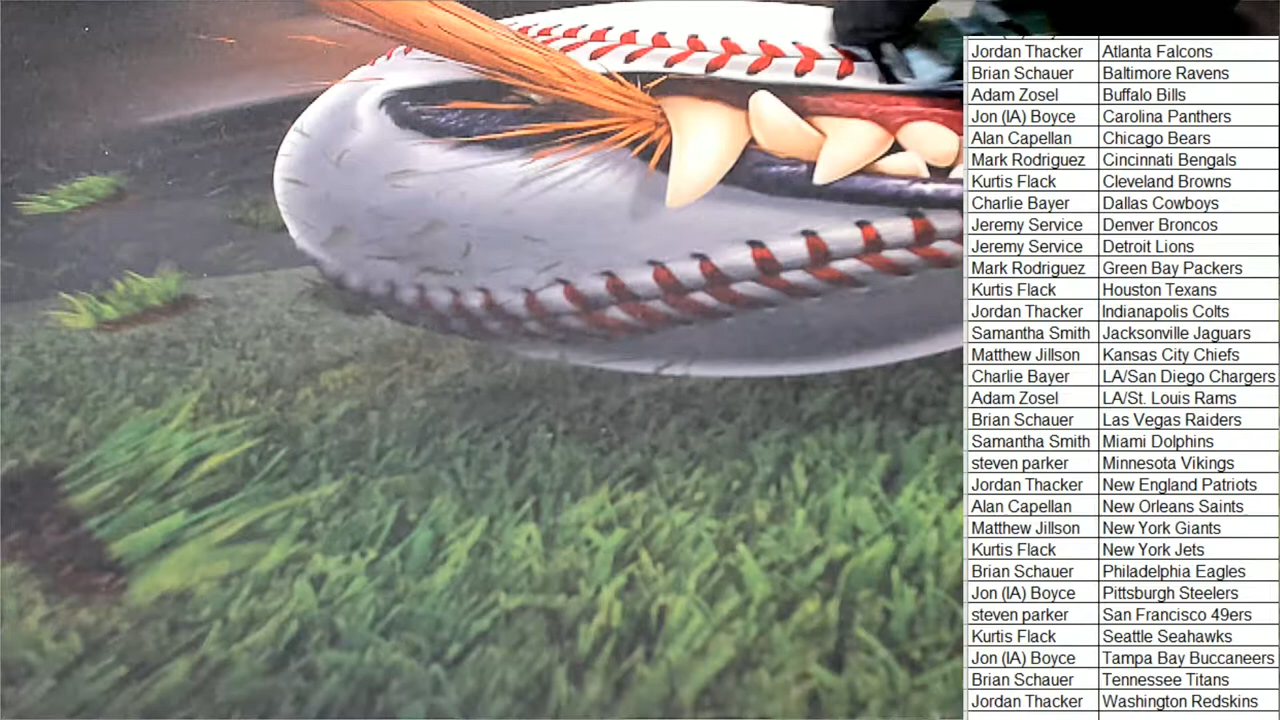 Jordan Thacker Atlanta Falcons
Brian Schauer Baltimore Ravens
Adam Zosel Buffalo Bills
Jon (IA) Boyce Carolina Panthers
Alan Capellan Chicago Bears
Mark Rodriguez Cincinnati Bengals
Kurtis Flack Cleveland Browns
Charlie Bayer Dallas Cowboys
Jeremy Service Denver Broncos
Jeremy Service Detroit Lions
Mark Rodriguez Green Bay Packers
Kurtis Flack Houston Texans
Jordan Thacker Indianapolis Colts
Samantha Smith Jacksonville Jaguars
Matthew Jillson Kansas City Chiefs
Charlie Bayer LA/San Diego Chargers
Adam Zosel LA/St. Louis Rams
Brian Schauer Las Vegas Raiders
Samantha Smith Miami Dolphins
steven parker Minnesota Vikings
Jordan Thacker New England Patriots
Alan Capellan New Orleans Saints
Matthew Jillson New York Giants
Kurtis Flack New York Jets
Brian Schauer Philadelphia Eagles
Jon (IA) Boyce Pittsburgh Steelers
steven parker San Francisco 49ers
Kurtis Flack Seattle Seahawks
Jon (IA) Boyce Tampa Bay Buccaneers
Brian Schauer Tennessee Titans
Jordan Thacker Washington Redskins